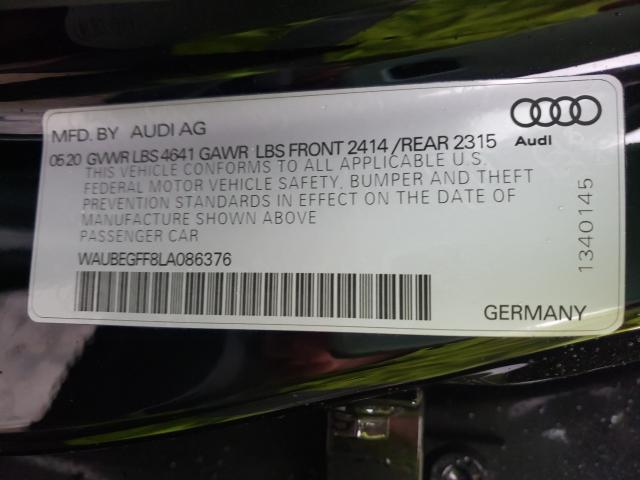 MFD. BY AUDI AG
0520 GVWR LBS 4641 GAWR LBS FRONT 2414 /REAR 2315
Audi
THIS VEHICLE CONFORMS TO ALL APPLICABLE U.S.
FEDERAL MOTOR VEHICLE SAFETY, BUMPER AND THEFT
PREVENTION STANDARDS IN EFFECT ON THE DATE OF
MANUFACTURE SHOWN ABOVE
PASSENGER CAR
WAUBEGFF8LA086376
1340145
GERMANY